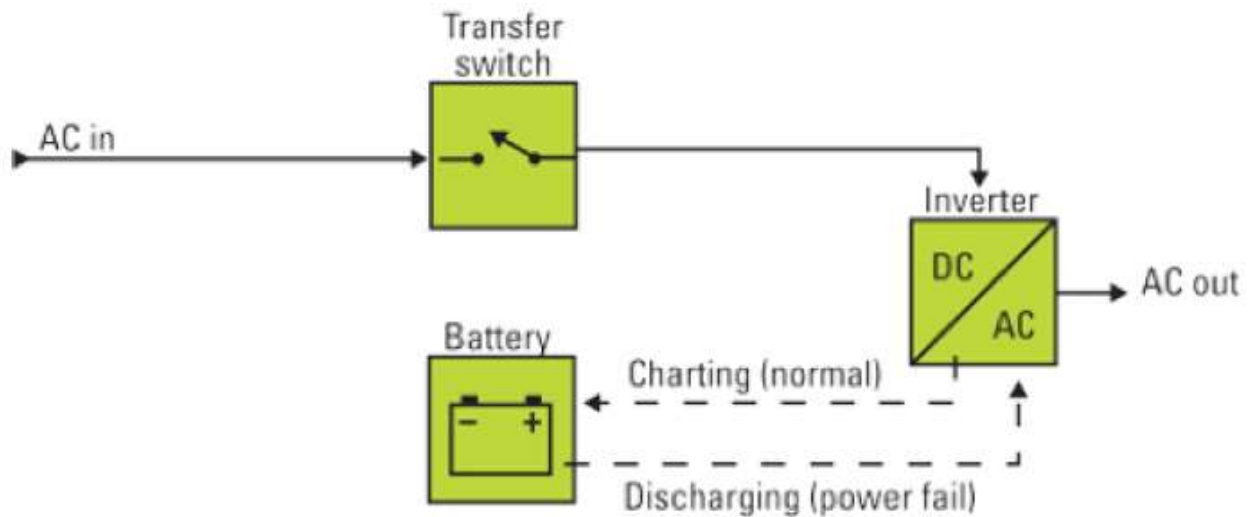 Transfer
switch
AC in
Inverter
DC
AC
AC out
Battery
- +
Charting (normal)
Discharging (power fail)